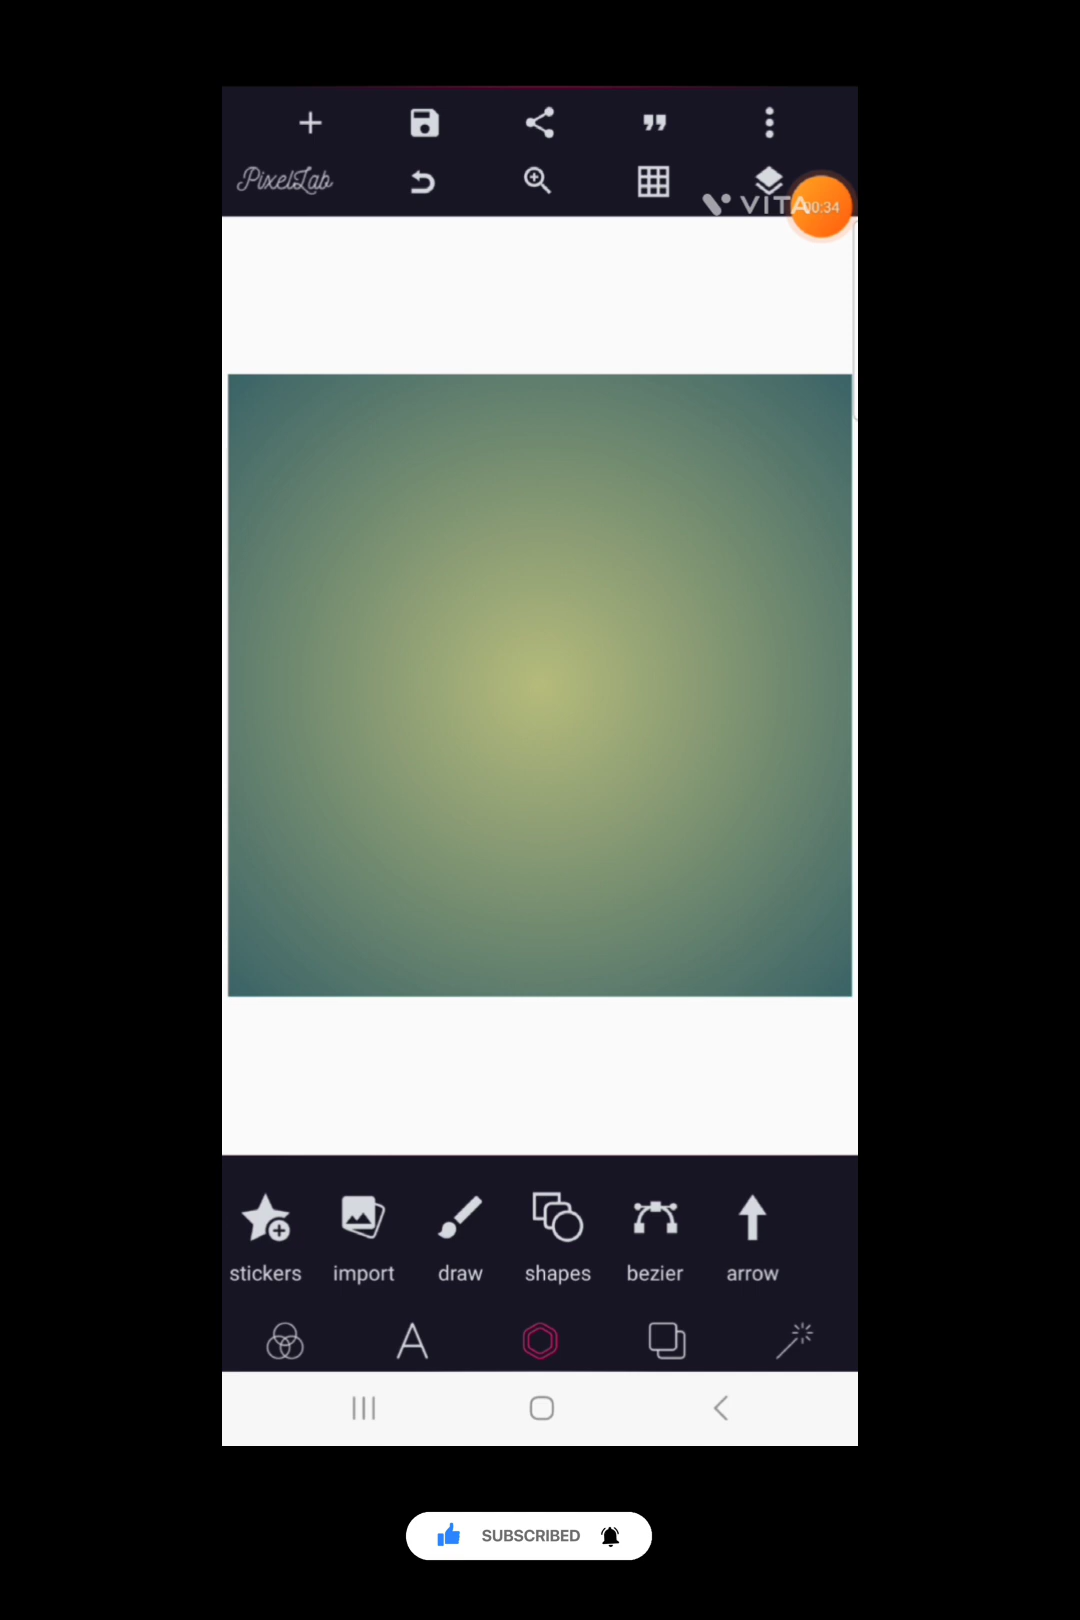 PixelLab
VITA
00:34
stickers import draw shapes bezier arrow
SUBSCRIBED